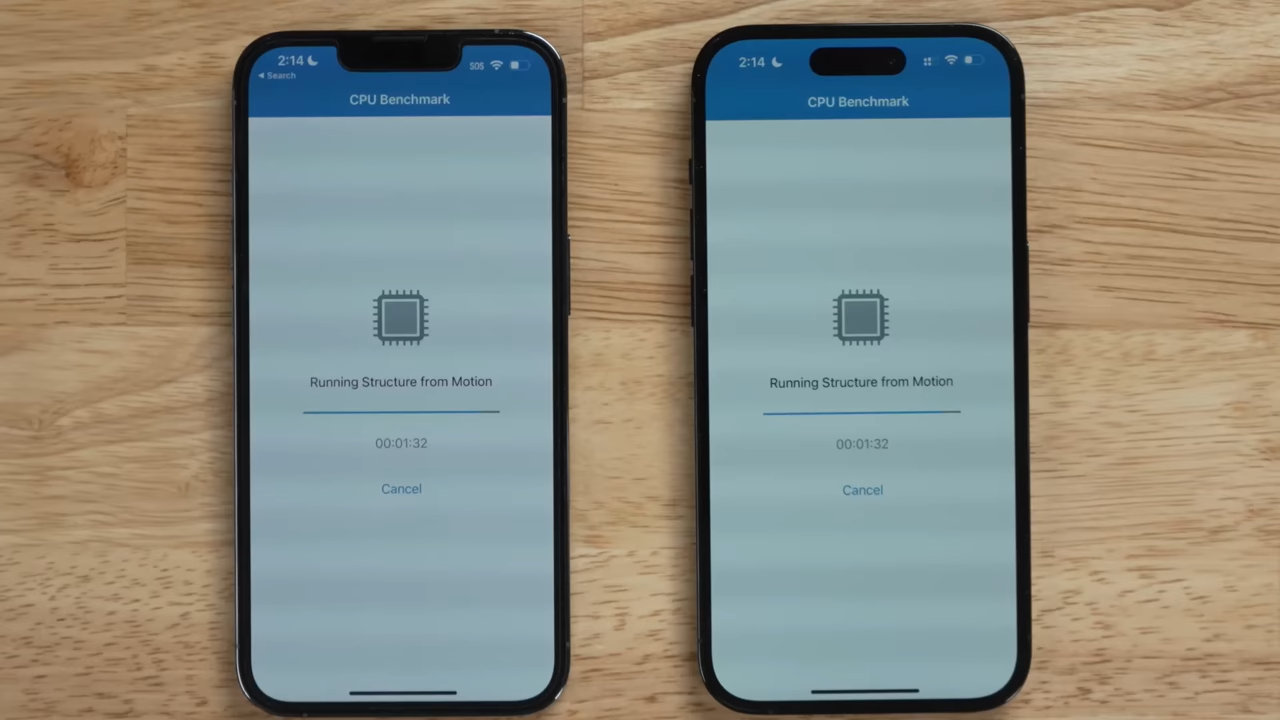 2:14
SOS
Search
CPU Benchmark
Running Structure from Motion
00:01:32
Cancel
2:14
CPU Benchmark
Running Structure from Motion
00:01:32
Cancel